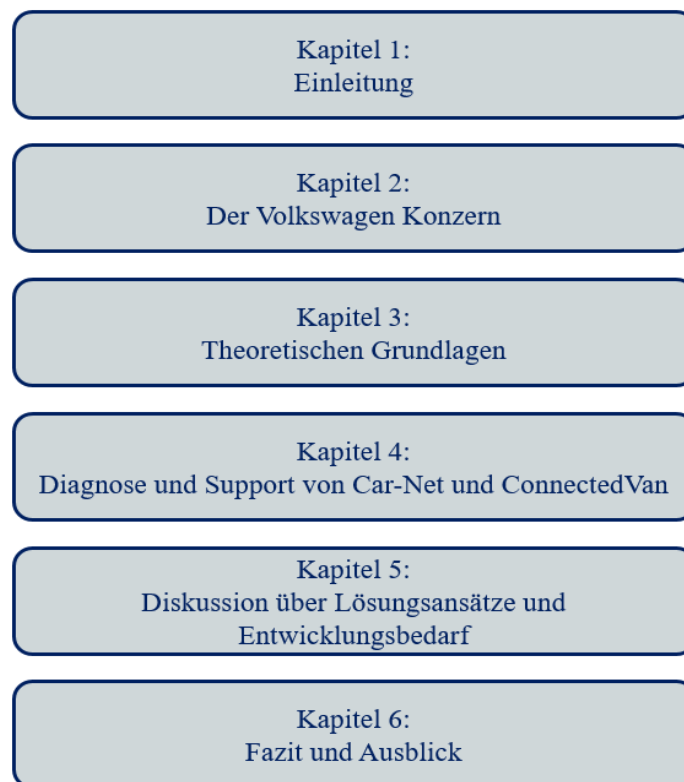 Kapitel 1:
Einleitung
Kapitel 2:
Der Volkswagen Konzern
Kapitel 3:
Theoretischen Grundlagen
Kapitel 4:
Diagnose und Support von Car-Net und ConnectedVan
Kapitel 5:
Diskussion über Lösungsansätze und
Entwicklungsbedarf
Kapitel 6:
Fazit und Ausblick